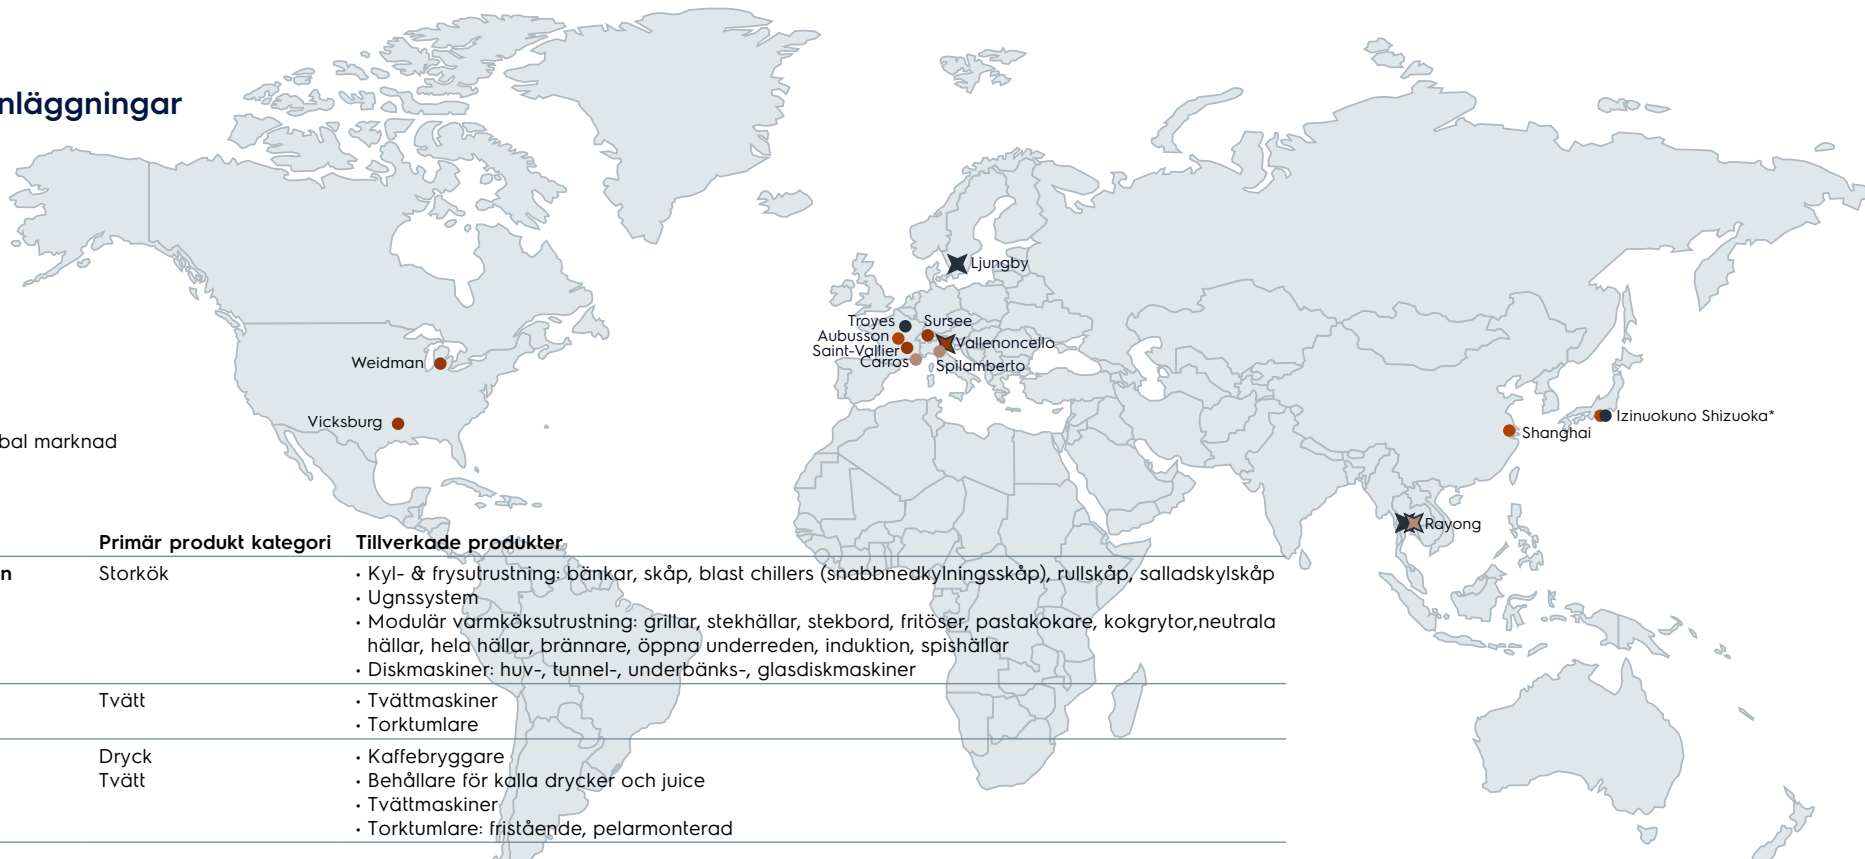 nläggningar
Ljungby
Troyes
Sursee
Aubusson
Vallenoncello
Saint-Vallier
Carros
Spilamberto
Weidman
Vicksburg
Izinuokuno Shizuoka*
Shanghai
bal marknad
Rayong
Primär produkt kategori Tillverkade produkter
n Storkök • Kyl- & frysutrustning: bänkar, skåp, blast chillers (snabbnedkylningsskåp), rullskåp, salladskylskåp
• Ugnssystem
• Modulär varmköksutrustning: grillar, stekhällar, stekbord, fritöser, pastakokare, kokgrytor,neutrala
hällar, hela hällar, brännare, öppna underreden, induktion, spishällar
• Diskmaskiner: huv-, tunnel-, underbänks-, glasdiskmaskiner
Tvätt • Tvättmaskiner
• Torktumlare
Dryck • Kaffebryggare
Tvätt • Behållare för kalla drycker och juice
• Tvättmaskiner
• Torktumlare: fristående, pelarmonterad